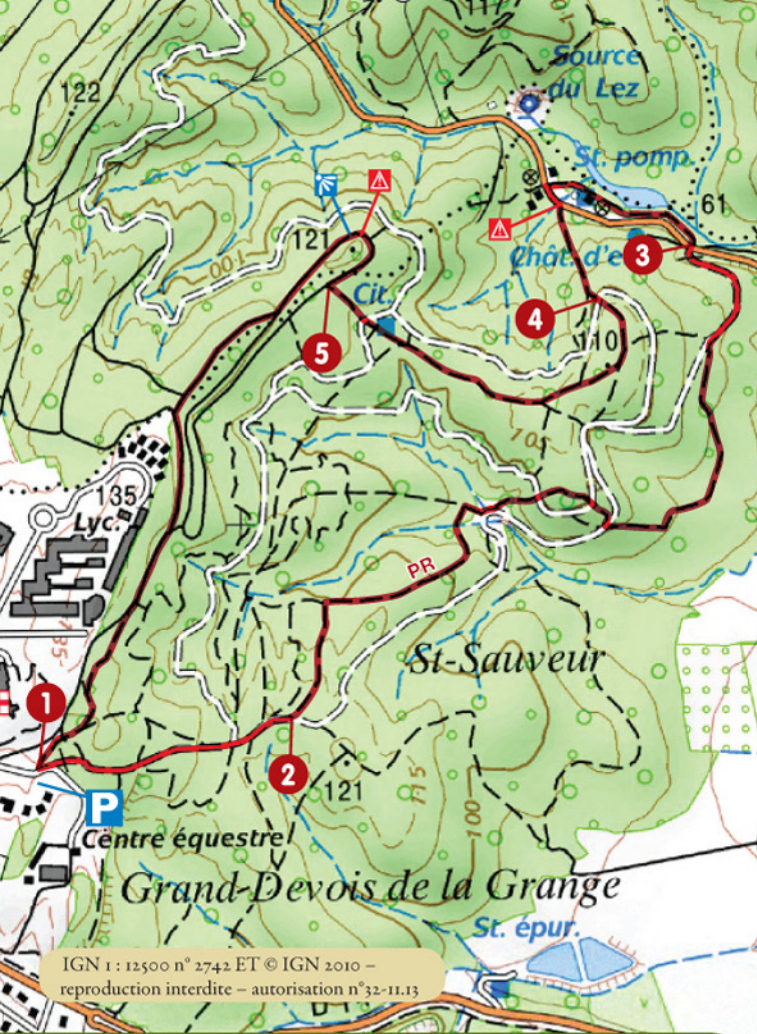 117
Source
du Lez
122
St. pomp.
61
121
100
Chât. d'e
3
Cit.
4
5
110
105
135
Lyc.
PR
135
St-Sauveur
1
2
121
115
100
P
Centre équestre
Grand-Devois de la Grange
St. épur.
IGN 1 : 12500 n° 2742 ET © IGN 2010 –
reproduction interdite – autorisation n°32-11.13